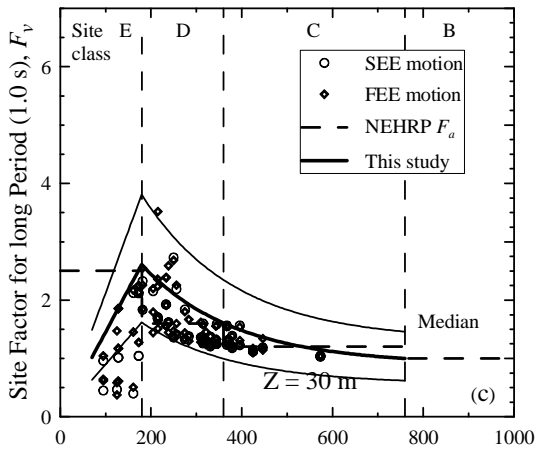 Site Factor for long Period (1.0 s), Fv
6
4
2
0
Site class
E
D
C
B
SEE motion
FEE motion
NEHRP Fa
This study
Median
Z = 30 m
(c)
0
200
400
600
800
1000